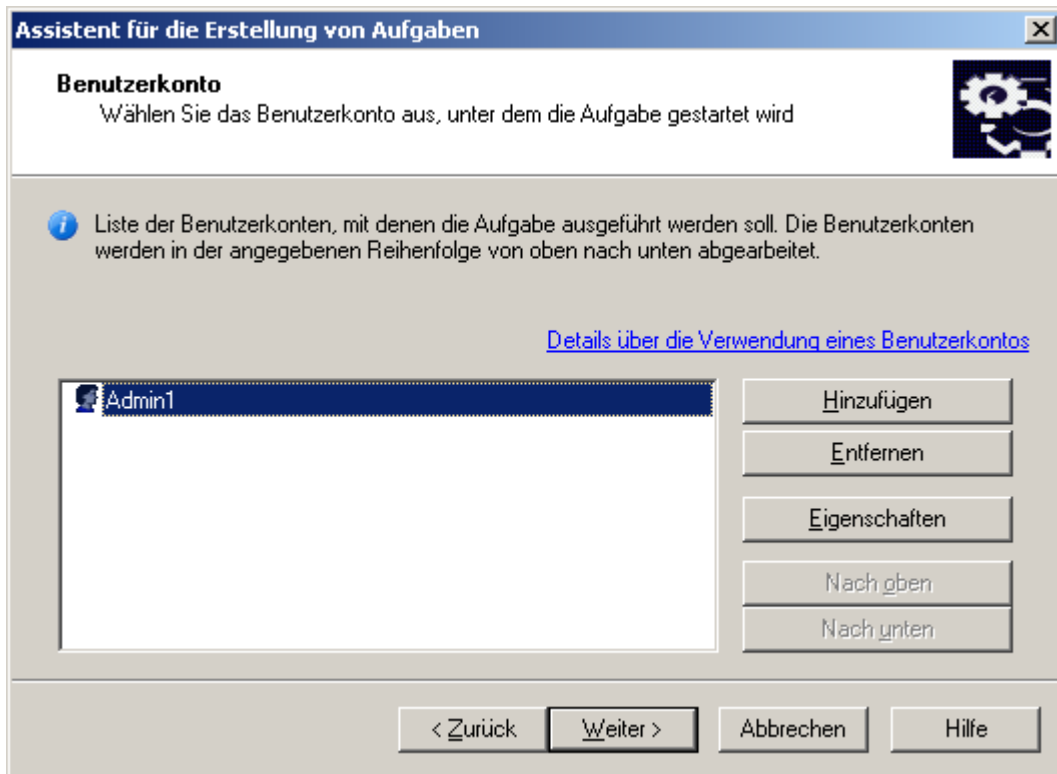 Assistent für die Erstellung von Aufgaben
Benutzerkonto
Wählen Sie das Benutzerkonto aus, unter dem die Aufgabe gestartet wird
Liste der Benutzerkonten, mit denen die Aufgabe ausgeführt werden soll. Die Benutzerkonten
werden in der angegebenen Reihenfolge von oben nach unten abgearbeitet.
Details über die Verwendung eines Benutzerkontos
Admin1
Hinzufügen
Entfernen
Eigenschaften
Nach oben
Nach unten
< Zurück Weiter > Abbrechen Hilfe